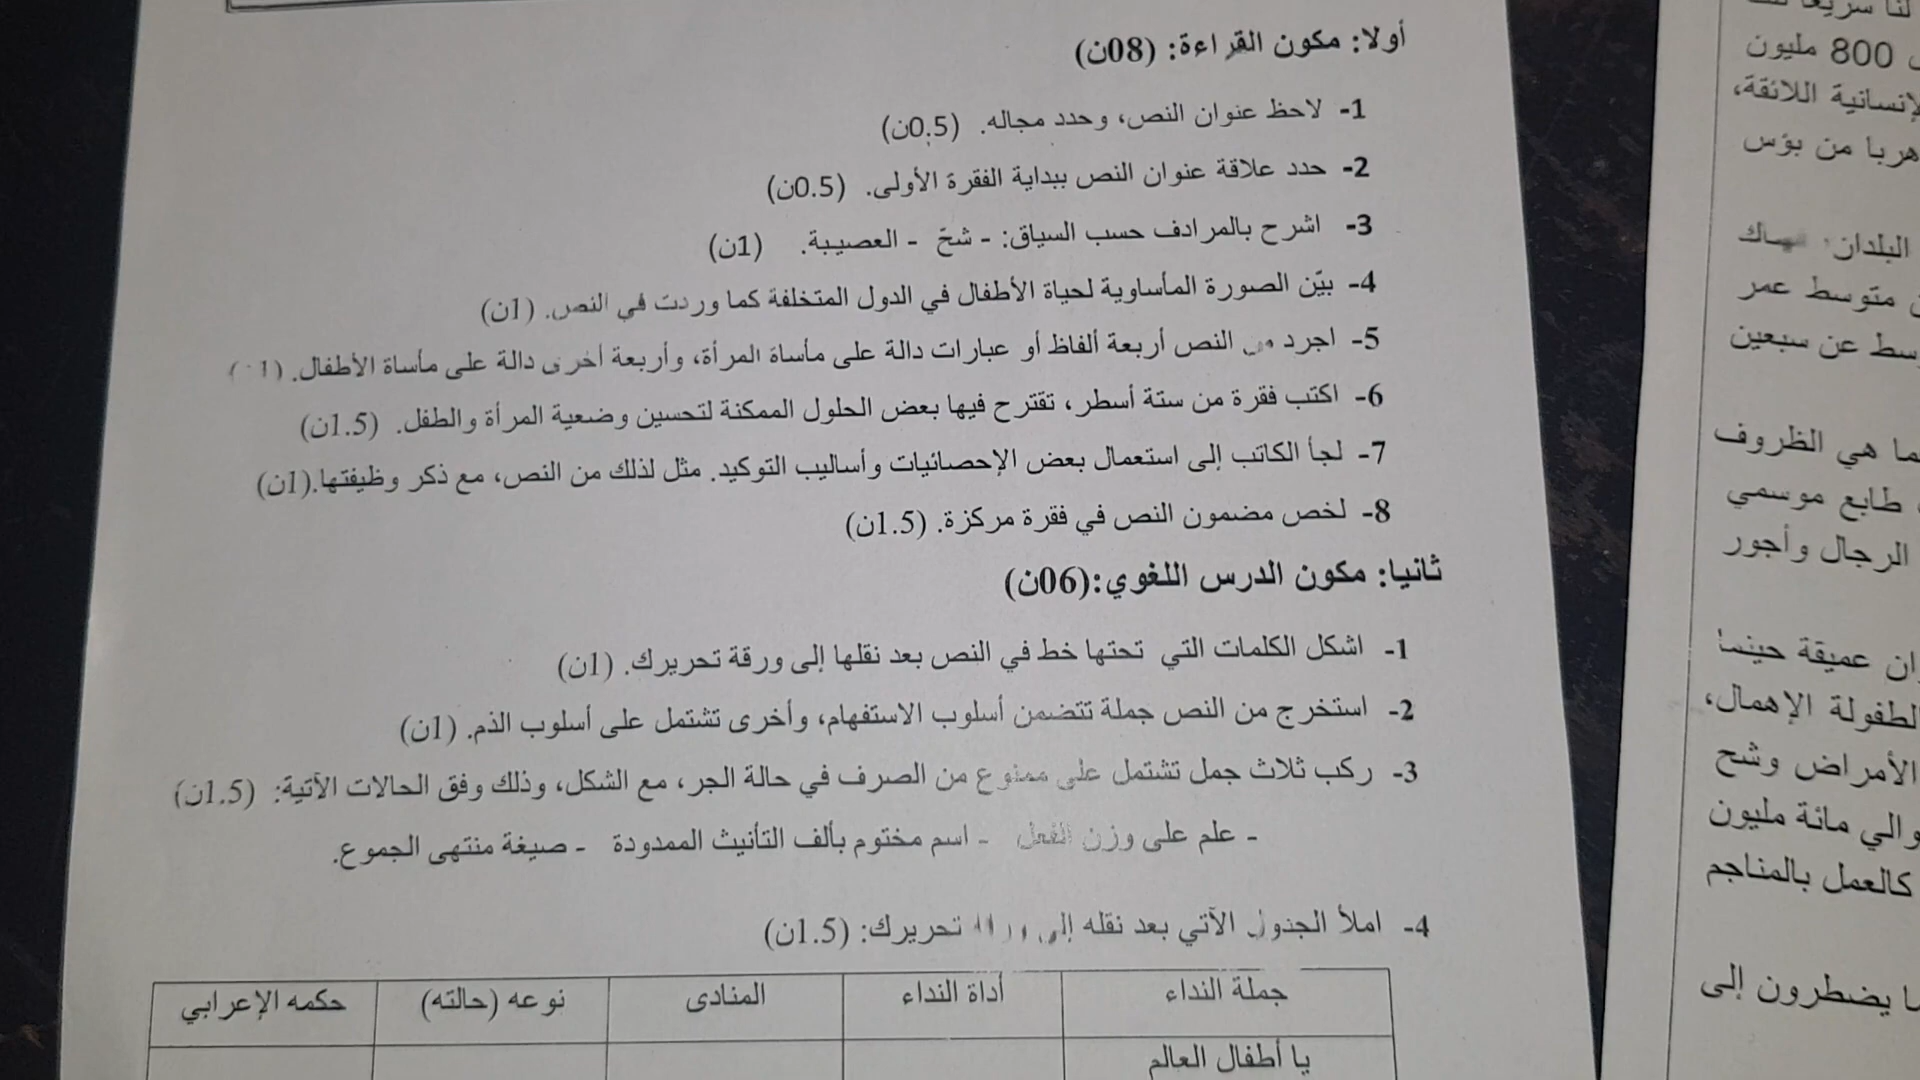 أولا: مكون القراءة: (08ن)
1- لاحظ عنوان النص، وحدد مجاله. (0.5ن)
2- حدد علاقة عنوان النص ببداية الفقرة الأولى. (0.5ن)
3- اشرح بالمرادف حسب السياق: - شحّ - العصيبة. (1ن)
4- بيّن الصورة المأساوية لحياة الأطفال في الدول المتخلفة كما وردت في النص. (1ن)
5- اجرد من النص أربعة ألفاظ أو عبارات دالة على مأساة المرأة، وأربعة أخرى دالة على مأساة الأطفال.
6- اكتب فقرة من ستة أسطر، تقترح فيها بعض الحلول الممكنة لتحسين وضعية المرأة والطفل. (1.5ن)
7- لجأ الكاتب إلى استعمال بعض الإحصائيات وأساليب التوكيد. مثل لذلك من النص، مع ذكر وظيفتها.(1ن)
8- لخص مضمون النص في فقرة مركزة. (1.5ن)
ثانيا: مكون الدرس اللغوي:(06ن)
1- اشكل الكلمات التي تحتها خط في النص بعد نقلها إلى ورقة تحريرك. (1ن)
2- استخرج من النص جملة تتضمن أسلوب الاستفهام، وأخرى تشتمل على أسلوب الذم. (1ن)
3- ركب ثلاث جمل تشتمل على ممنوع من الصرف في حالة الجر، مع الشكل، وذلك وفق الحالات الآتية: (1.5ن)
- علم على وزن الفعل - اسم مختوم بألف التأنيث الممدودة - صيغة منتهى الجموع.
4- املأ الجدول الآتي بعد نقله إلى ورقة تحريرك: (1.5ن)
جملة النداء أداة النداء المنادى نوعه (حالته) حكمه الإعرابي
يا أطفال العالم
800 مليون
الإنسانية اللائقة،
هربا من بؤس
البلدان
متوسط عمر
عن سبعين
هي الظروف
طابع موسمي
الرجال وأجور
عميقة حينما
الطفولة الإهمال،
الأمراض وشح
مائة مليون
كالعمل بالمناجم
يضطرون إلى